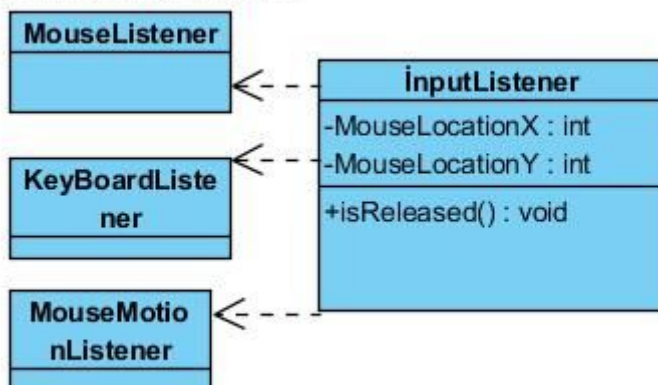 MouseListener
KeyBoardListe
ner
MouseMotio
nListener
İnputListener
-MouseLocationX : int
-MouseLocationY : int
+isReleased() : void